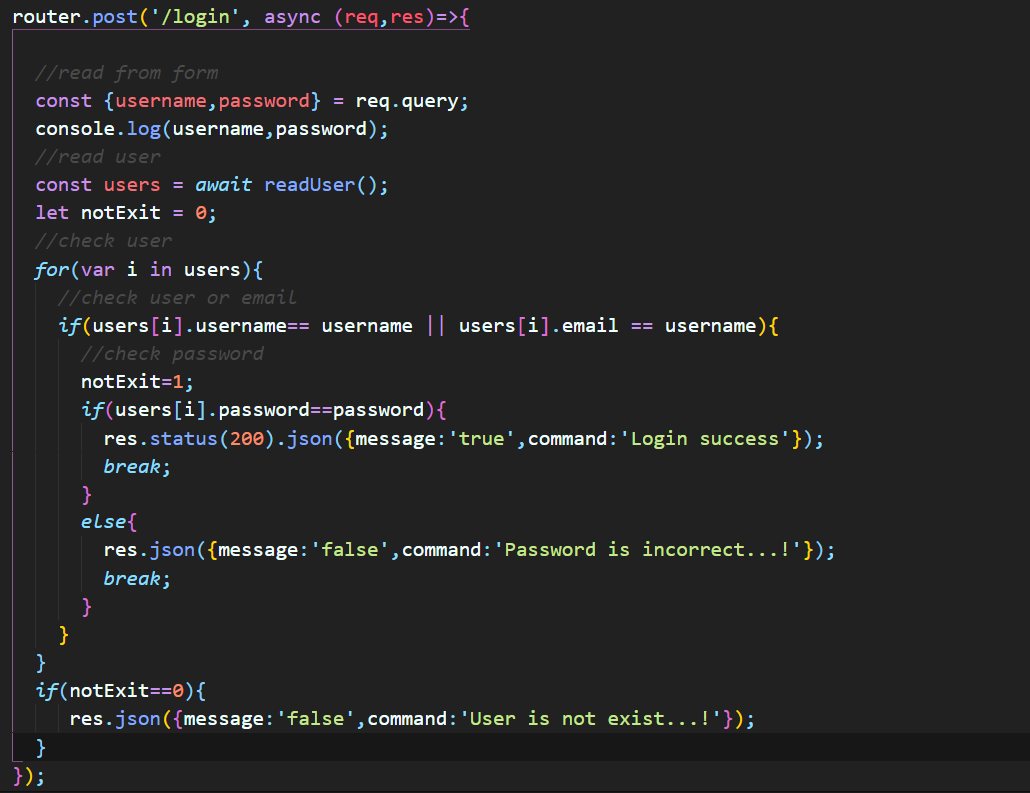 router.post('/login', async (req,res)=>{
//read from form
const {username,password} = req.query;
console.log(username,password);
//read user
const users = await readUser();
let notExit = 0;
//check user
for(var i in users){
//check user or email
if(users[i].username== username || users[i].email == username){
//check password
notExit=1;
if(users[i].password==password){
res.status(200).json({message:'true',command:'Login success'});
break;
}
else{
res.json({message:'false',command:'Password is incorrect...!'});
break;
}
}
}
if(notExit==0){
res.json({message:'false',command:'User is not exist...!'});
}
});